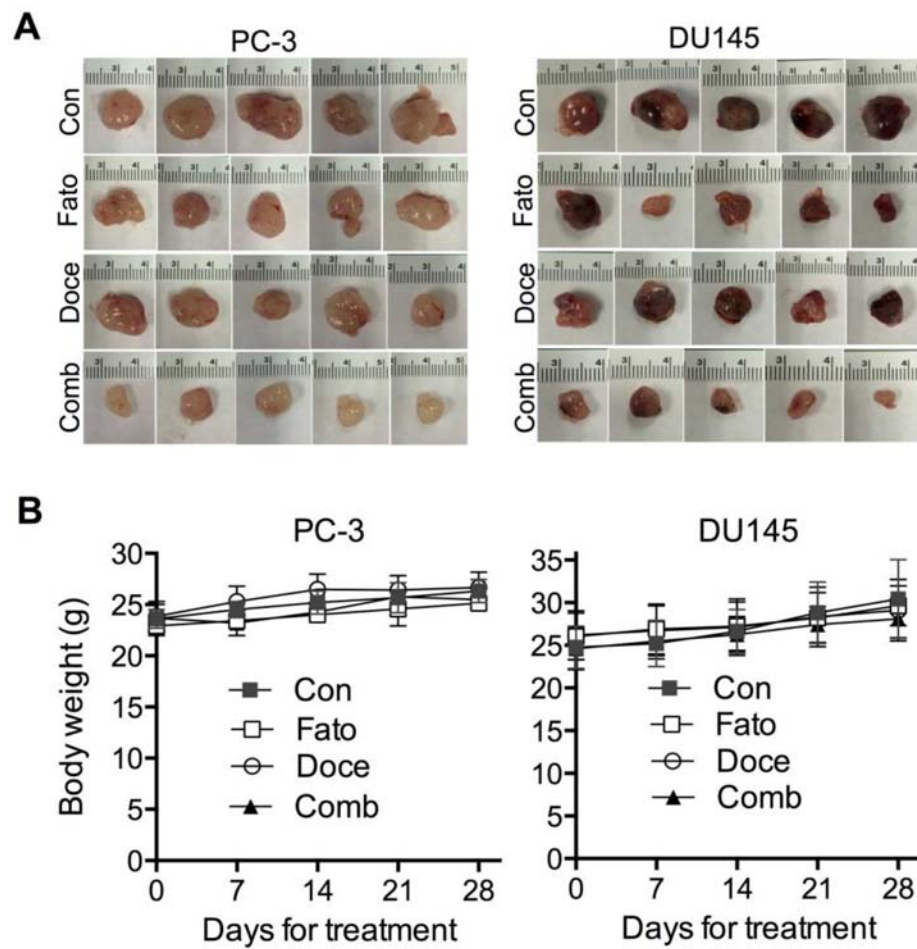 A
PC-3
DU145
Con
Fato
Doce
Comb
Con
Fato
Doce
Comb
B
PC-3
DU145
Body weight (g)
30
25
20
15
10
5
0
Con
Fato
Doce
Comb
0 7 14 21 28
Days for treatment
35
30
25
20
15
10
5
0
Con
Fato
Doce
Comb
0 7 14 21 28
Days for treatment